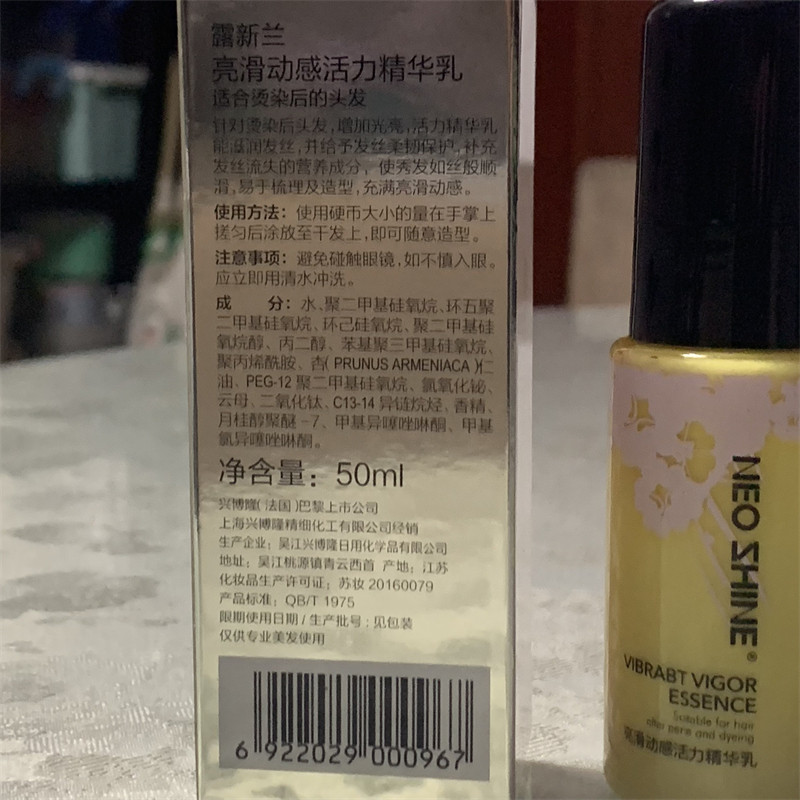 露新兰
亮滑动感活力精华乳
适合烫染后的头发
针对烫染后头发,增加光亮,活力精华乳
能滋润发丝,并给予发丝柔韧保护,补充
发丝流失的营养成分,使秀发如丝般顺
滑,易于梳理及造型,充满亮滑动感。
使用方法:使用硬币大小的量在手掌上
搓匀后涂放至干发上,即可随意造型。
注意事项:避免碰触眼镜,如不慎入眼。
应立即用清水冲洗。
成 分:水、聚二甲基硅氧烷、环五聚
二甲基硅氧烷、环己硅氧烷、聚二甲基硅
氧烷醇、丙二醇、苯基聚三甲基硅氧烷、
聚丙烯酰胺、杏(PRUNUS ARMENIACA)仁
油、PEG-12 聚二甲基硅氧烷、氯氧化铋、
云母、二氧化钛、C13-14 异链烷烃、香精、
月桂醇聚醚-7、甲基异噻唑啉酮、甲基
氯异噻唑啉酮。
净含量:50ml
兴博隆(法国)巴黎上市公司
上海兴博隆精细化工有限公司经销
生产企业:吴江兴博隆日用化学品有限公司
地址:吴江桃源镇青云西首 产地:江苏
化妆品生产许可证:苏妆 20160079
产品标准:QB/T 1975
限期使用日期/生产批号:见包装
仅供专业美发使用
6 922029 000967
NEO SHINE®
VIBRABT VIGOR
ESSENCE
Suitable for hair
after perm and dyeing
亮滑动感活力精华乳